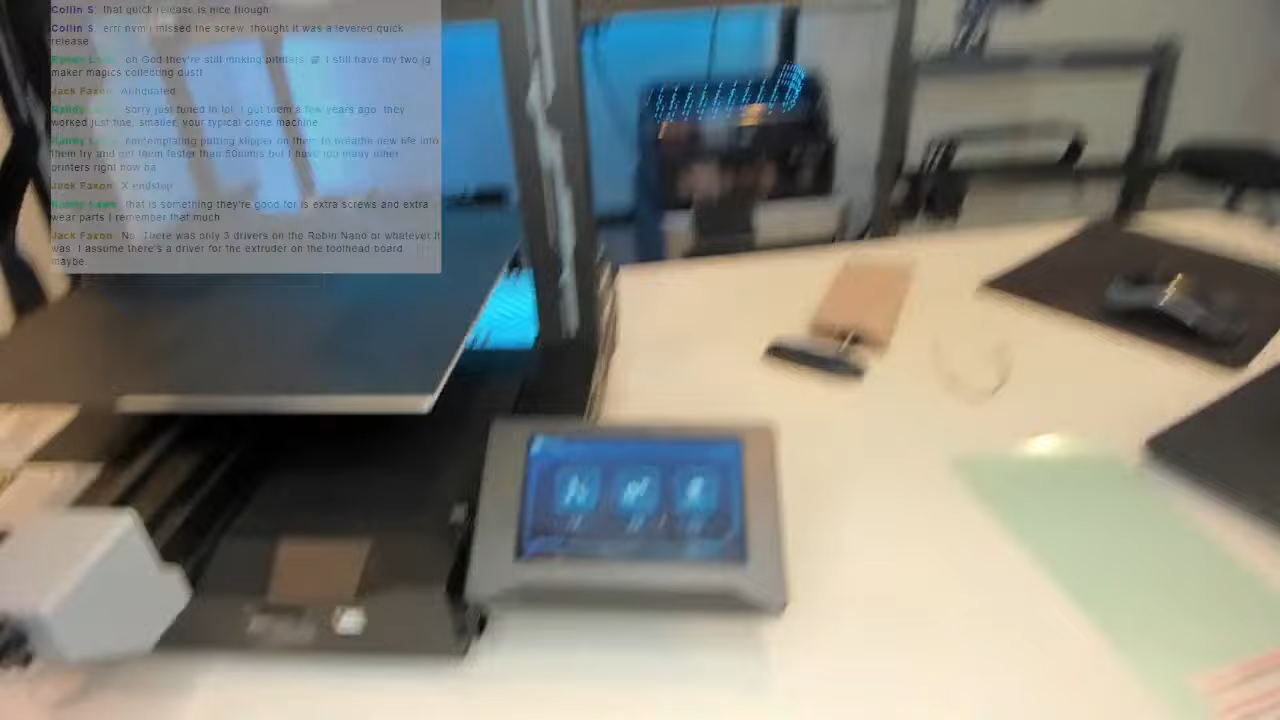 Collin S: that quick release is nice though
Collin S: errr nvm i missed the screw. thought it was a levered quick
release
Randy Laws: oh God they're still making printers I still have my two jg
maker magics collecting dust!
Jack Faxon: Antiquated
Randy Laws: sorry just tuned in lol. I got them a few years ago. they
worked just fine, smaller, your typical clone machine
Randy Laws: contemplating putting klipper on them to breathe new life into
them try and get them faster than 50mms but I have too many other
printers right now ha
Jack Faxon: X endstop
Randy Laws: that is something they're good for is extra screws and extra
wear parts I remember that much
Jack Faxon: No. There was only 3 drivers on the Robin Nano or whatever it
was. I assume there's a driver for the extruder on the toolhead board
maybe.